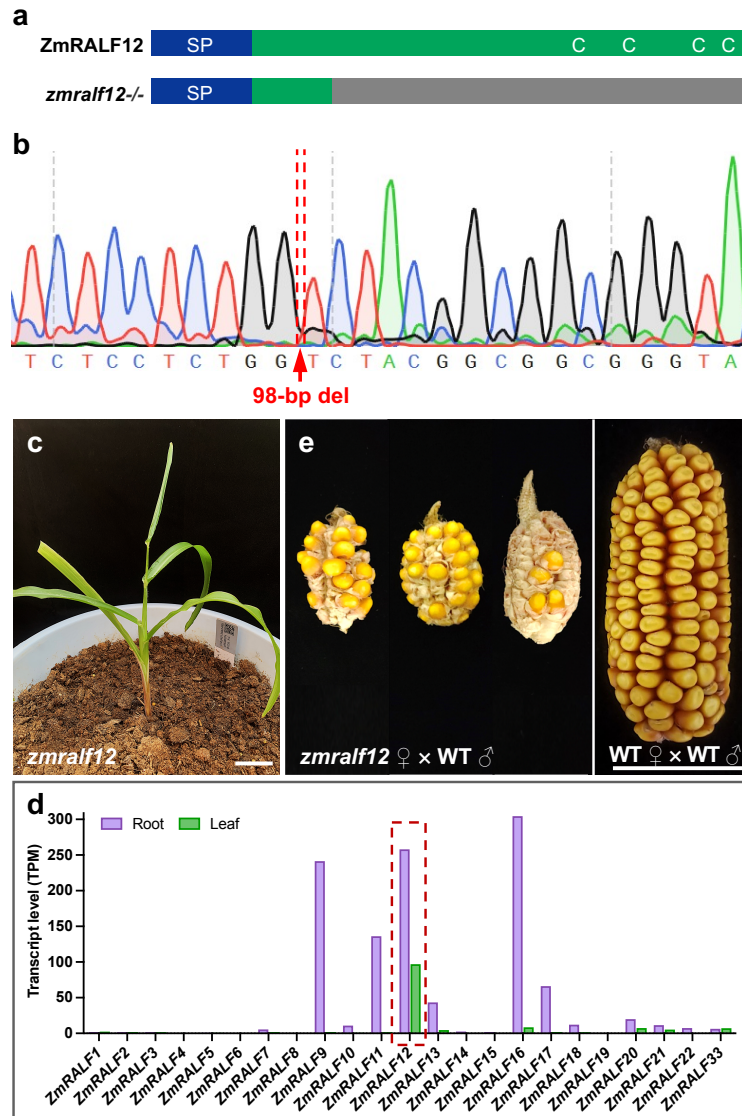 a
ZmRALF12 SP C C C C
zmralf12-/- SP
b
T C T C C T C T G G T C T A C G G C G G C G G G T A
98-bp del
c
zmralf12
e
zmralf12 ♀ × WT ♂
WT ♀ × WT ♂
d
Root Leaf
Transcript level (TPM)
300
250
200
150
100
50
0
ZmRALF1
ZmRALF2
ZmRALF3
ZmRALF4
ZmRALF5
ZmRALF6
ZmRALF7
ZmRALF8
ZmRALF9
ZmRALF10
ZmRALF11
ZmRALF12
ZmRALF13
ZmRALF14
ZmRALF15
ZmRALF16
ZmRALF17
ZmRALF18
ZmRALF19
ZmRALF20
ZmRALF21
ZmRALF22
ZmRALF33